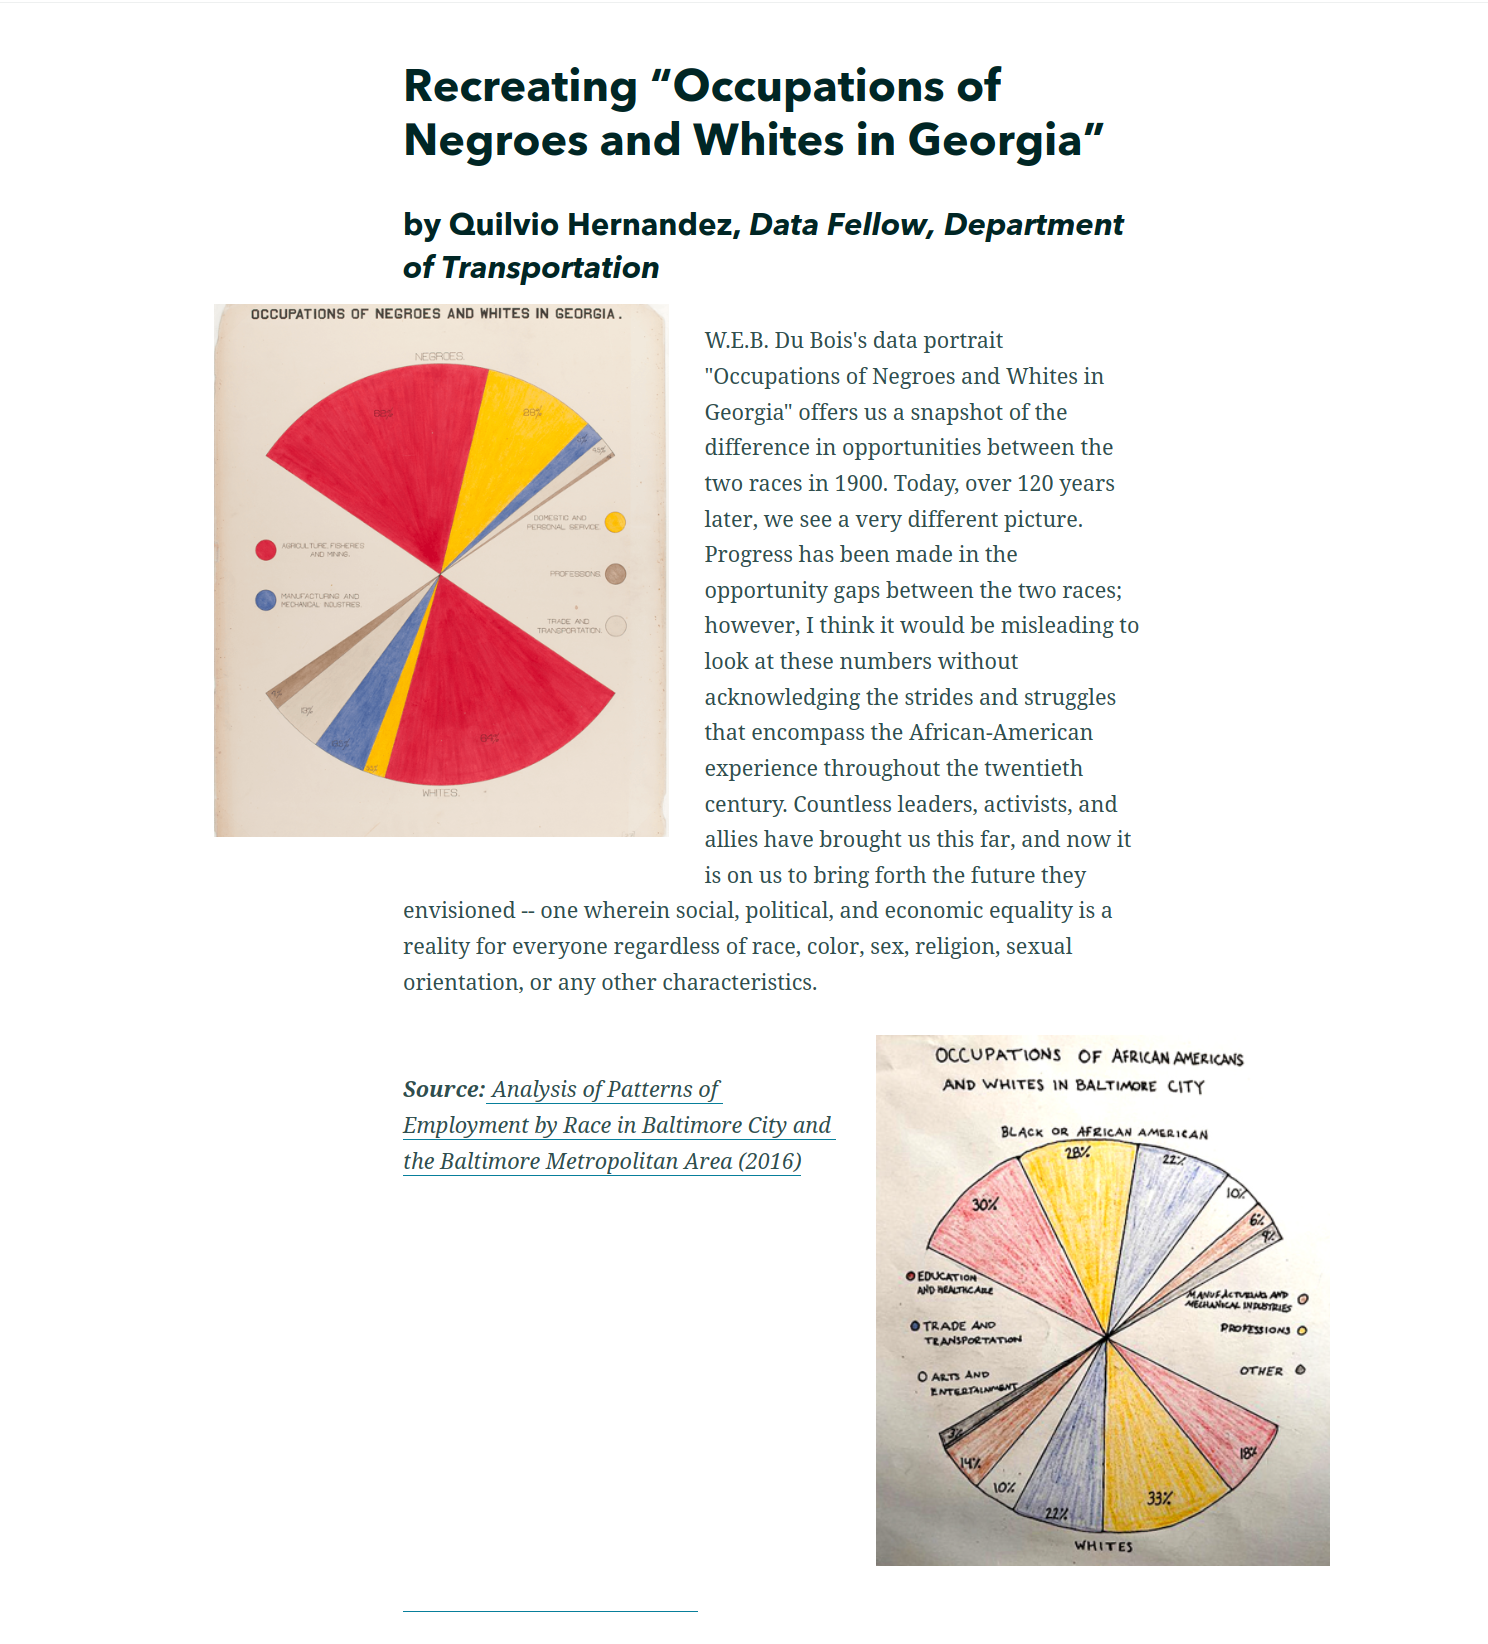 Recreating “Occupations of
Negroes and Whites in Georgia”
by Quilvio Hernandez, Data Fellow, Department
of Transportation
OCCUPATIONS OF NEGROES AND WHITES IN GEORGIA.
NEGROES.
28%
DOMESTIC AND
PERSONAL SERVICE.
AGRICULTURE, FISHERIES
AND MINING.
PROFESSIONS.
MANUFACTURING AND
MECHANICAL INDUSTRIES.
TRADE AND
TRANSPORTATION.
64%
WHITES.
W.E.B. Du Bois's data portrait
"Occupations of Negroes and Whites in
Georgia" offers us a snapshot of the
difference in opportunities between the
two races in 1900. Today, over 120 years
later, we see a very different picture.
Progress has been made in the
opportunity gaps between the two races;
however, I think it would be misleading to
look at these numbers without
acknowledging the strides and struggles
that encompass the African-American
experience throughout the twentieth
century. Countless leaders, activists, and
allies have brought us this far, and now it
is on us to bring forth the future they
envisioned -- one wherein social, political, and economic equality is a
reality for everyone regardless of race, color, sex, religion, sexual
orientation, or any other characteristics.
Source: Analysis of Patterns of
Employment by Race in Baltimore City and
the Baltimore Metropolitan Area (2016)
OCCUPATIONS OF AFRICAN AMERICANS
AND WHITES IN BALTIMORE CITY
BLACK OR AFRICAN AMERICAN
28%
22%
10%
30%
6%
4%
EDUCATION
AND HEALTHCARE
MANUFACTURING AND
MECHANICAL INDUSTRIES
TRADE AND
TRANSPORTATION
PROFESSIONS
ARTS AND
ENTERTAINMENT
OTHER
3%
14%
10%
22%
33%
18%
WHITES